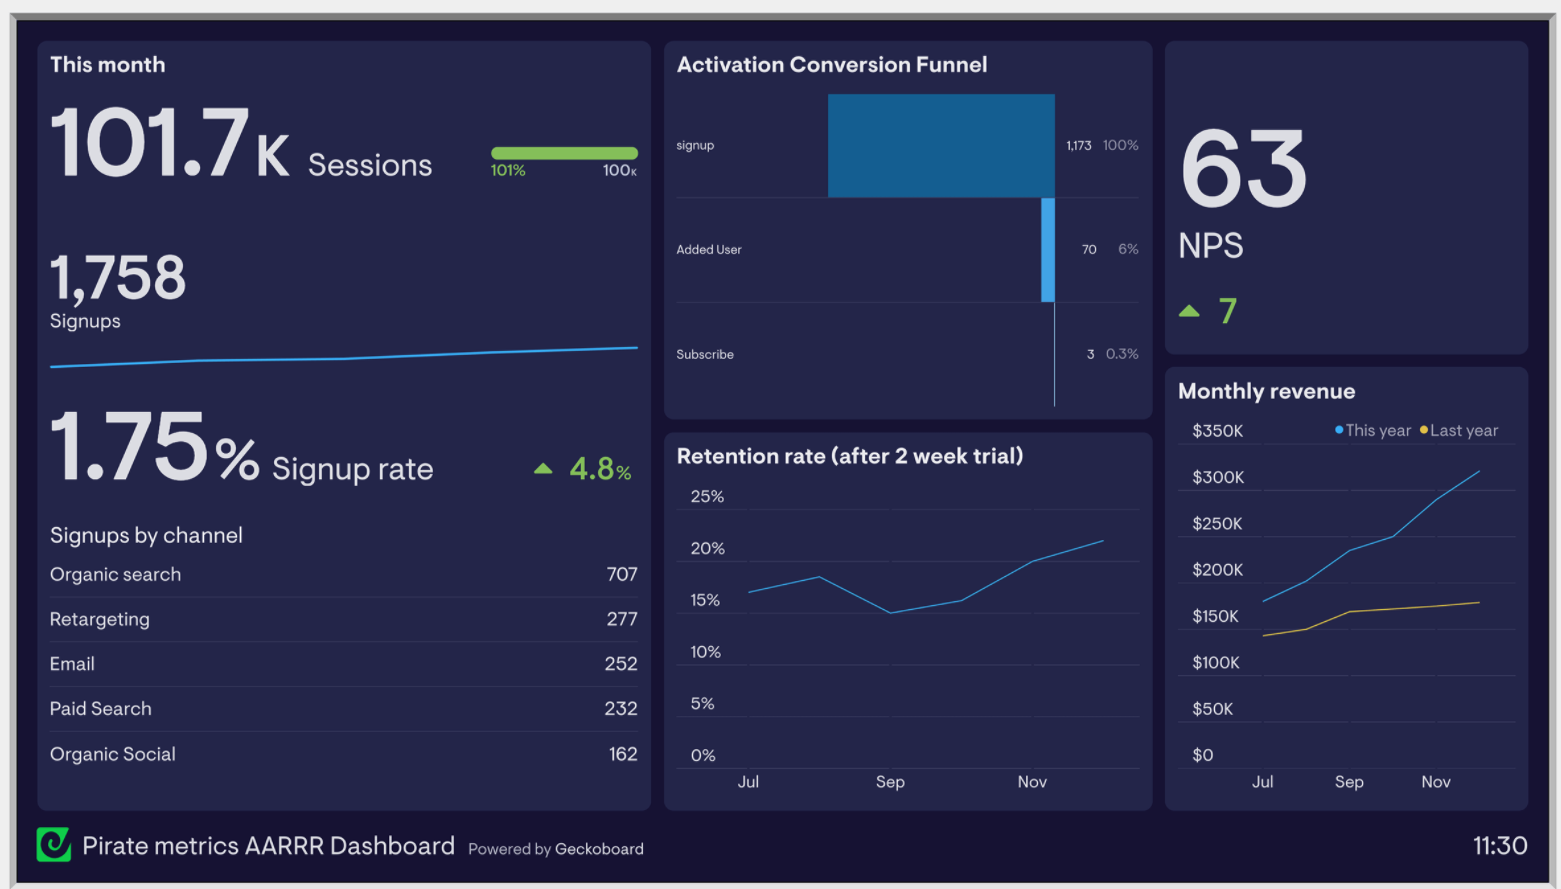 This month
101.7K Sessions
101% 100K
1,758
Signups
1.75% Signup rate
4.8%
Signups by channel
Organic search 707
Retargeting 277
Email 252
Paid Search 232
Organic Social 162
Activation Conversion Funnel
signup 1,173 100%
Added User 70 6%
Subscribe 3 0.3%
Retention rate (after 2 week trial)
25%
20%
15%
10%
5%
0%
Jul Sep Nov
63
NPS
7
Monthly revenue
This year Last year
$350K
$300K
$250K
$200K
$150K
$100K
$50K
$0
Jul Sep Nov
Pirate metrics AARRR Dashboard Powered by Geckoboard
11:30